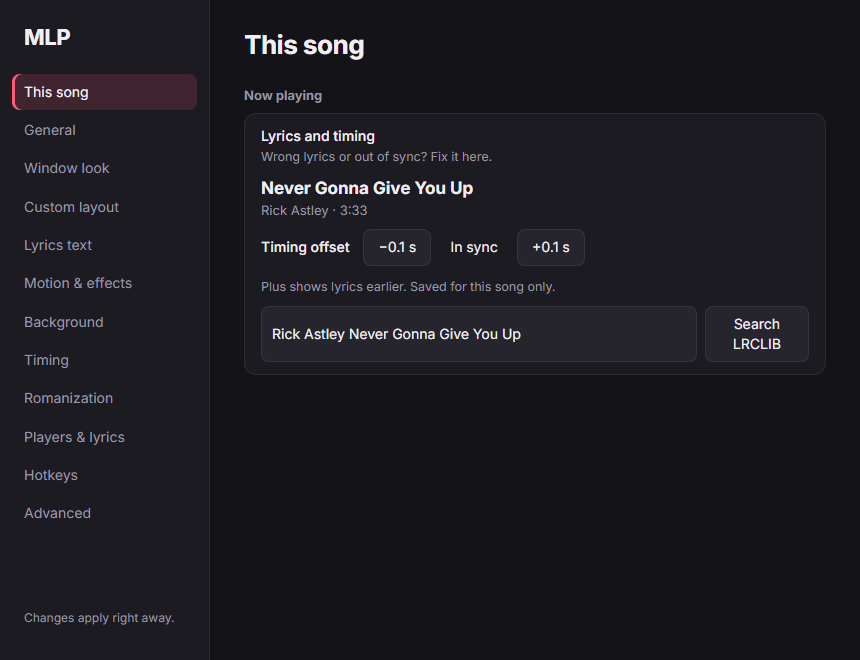 MLP
This song
General
Window look
Custom layout
Lyrics text
Motion & effects
Background
Timing
Romanization
Players & lyrics
Hotkeys
Advanced
Changes apply right away.
This song
Now playing
Lyrics and timing
Wrong lyrics or out of sync? Fix it here.
Never Gonna Give You Up
Rick Astley · 3:33
Timing offset −0.1 s In sync +0.1 s
Plus shows lyrics earlier. Saved for this song only.
Rick Astley Never Gonna Give You Up
Search
LRCLIB